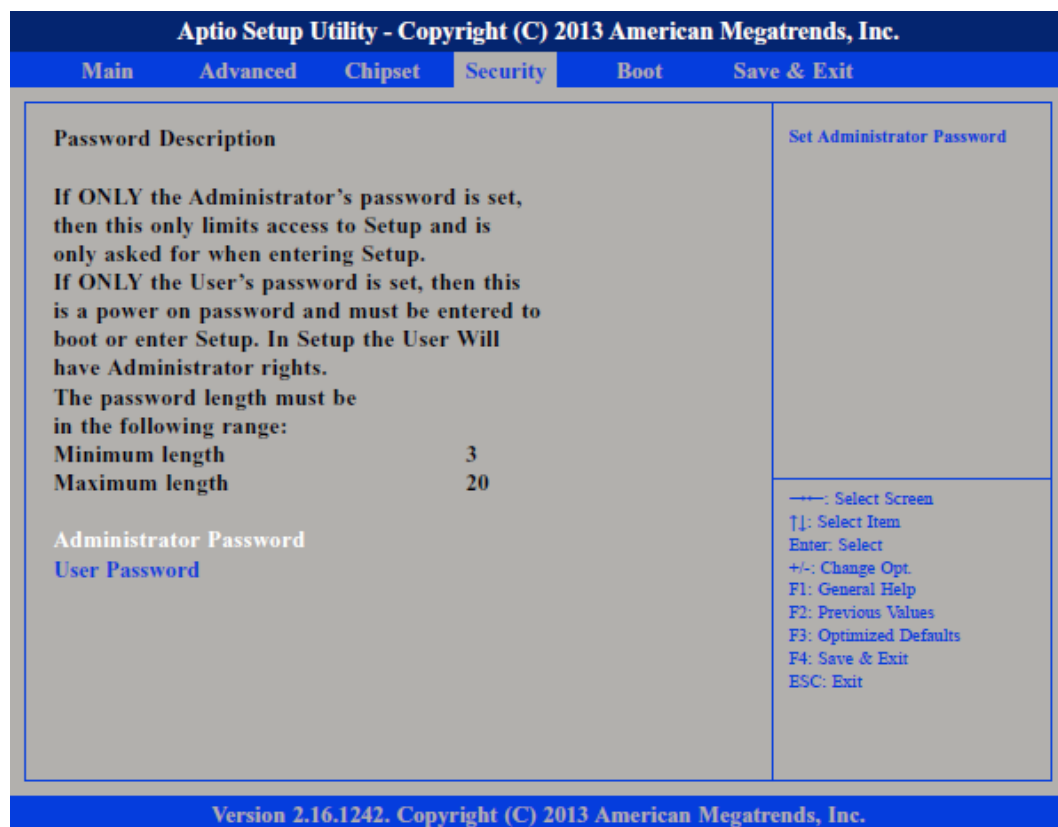 Aptio Setup Utility - Copyright (C) 2013 American Megatrends, Inc.
Main Advanced Chipset Security Boot Save & Exit
Password Description
If ONLY the Administrator's password is set,
then this only limits access to Setup and is
only asked for when entering Setup.
If ONLY the User's password is set, then this
is a power on password and must be entered to
boot or enter Setup. In Setup the User Will
have Administrator rights.
The password length must be
in the following range:
Minimum length 3
Maximum length 20
Administrator Password
User Password
Set Administrator Password
→←: Select Screen
↑↓: Select Item
Enter: Select
+/-: Change Opt.
F1: General Help
F2: Previous Values
F3: Optimized Defaults
F4: Save & Exit
ESC: Exit
Version 2.16.1242. Copyright (C) 2013 American Megatrends, Inc.